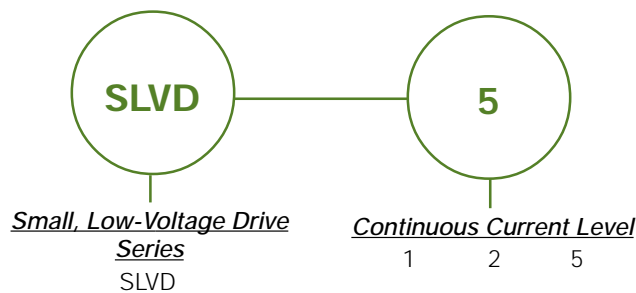 SLVD
5
Small, Low-Voltage Drive
Series
SLVD
Continuous Current Level
1 2 5